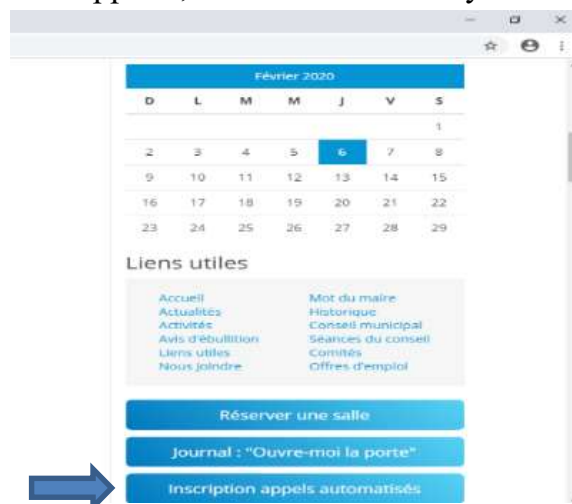 Février 2020
D L M M J V S
1
2 3 4 5 6 7 8
9 10 11 12 13 14 15
16 17 18 19 20 21 22
23 24 25 26 27 28 29
Liens utiles
Accueil Mot du maire
Actualités Historique
Activités Conseil municipal
Avis d'ébullition Séances du conseil
Liens utiles Comités
Nous joindre Offres d'emploi
Réserver une salle
Journal : "Ouvre-moi la porte"
Inscription appels automatisés